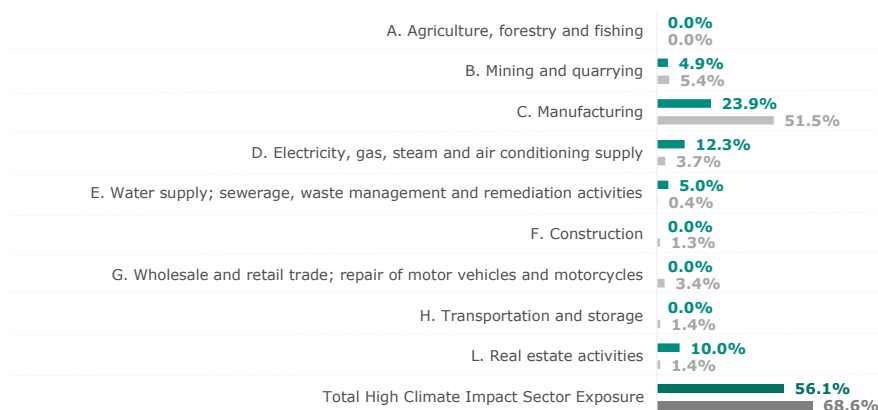 A. Agriculture, forestry and fishing
0.0%
0.0%
B. Mining and quarrying
4.9%
5.4%
C. Manufacturing
23.9%
51.5%
D. Electricity, gas, steam and air conditioning supply
12.3%
3.7%
E. Water supply; sewerage, waste management and remediation activities
5.0%
0.4%
F. Construction
0.0%
1.3%
G. Wholesale and retail trade; repair of motor vehicles and motorcycles
0.0%
3.4%
H. Transportation and storage
0.0%
1.4%
L. Real estate activities
10.0%
1.4%
Total High Climate Impact Sector Exposure
56.1%
68.6%